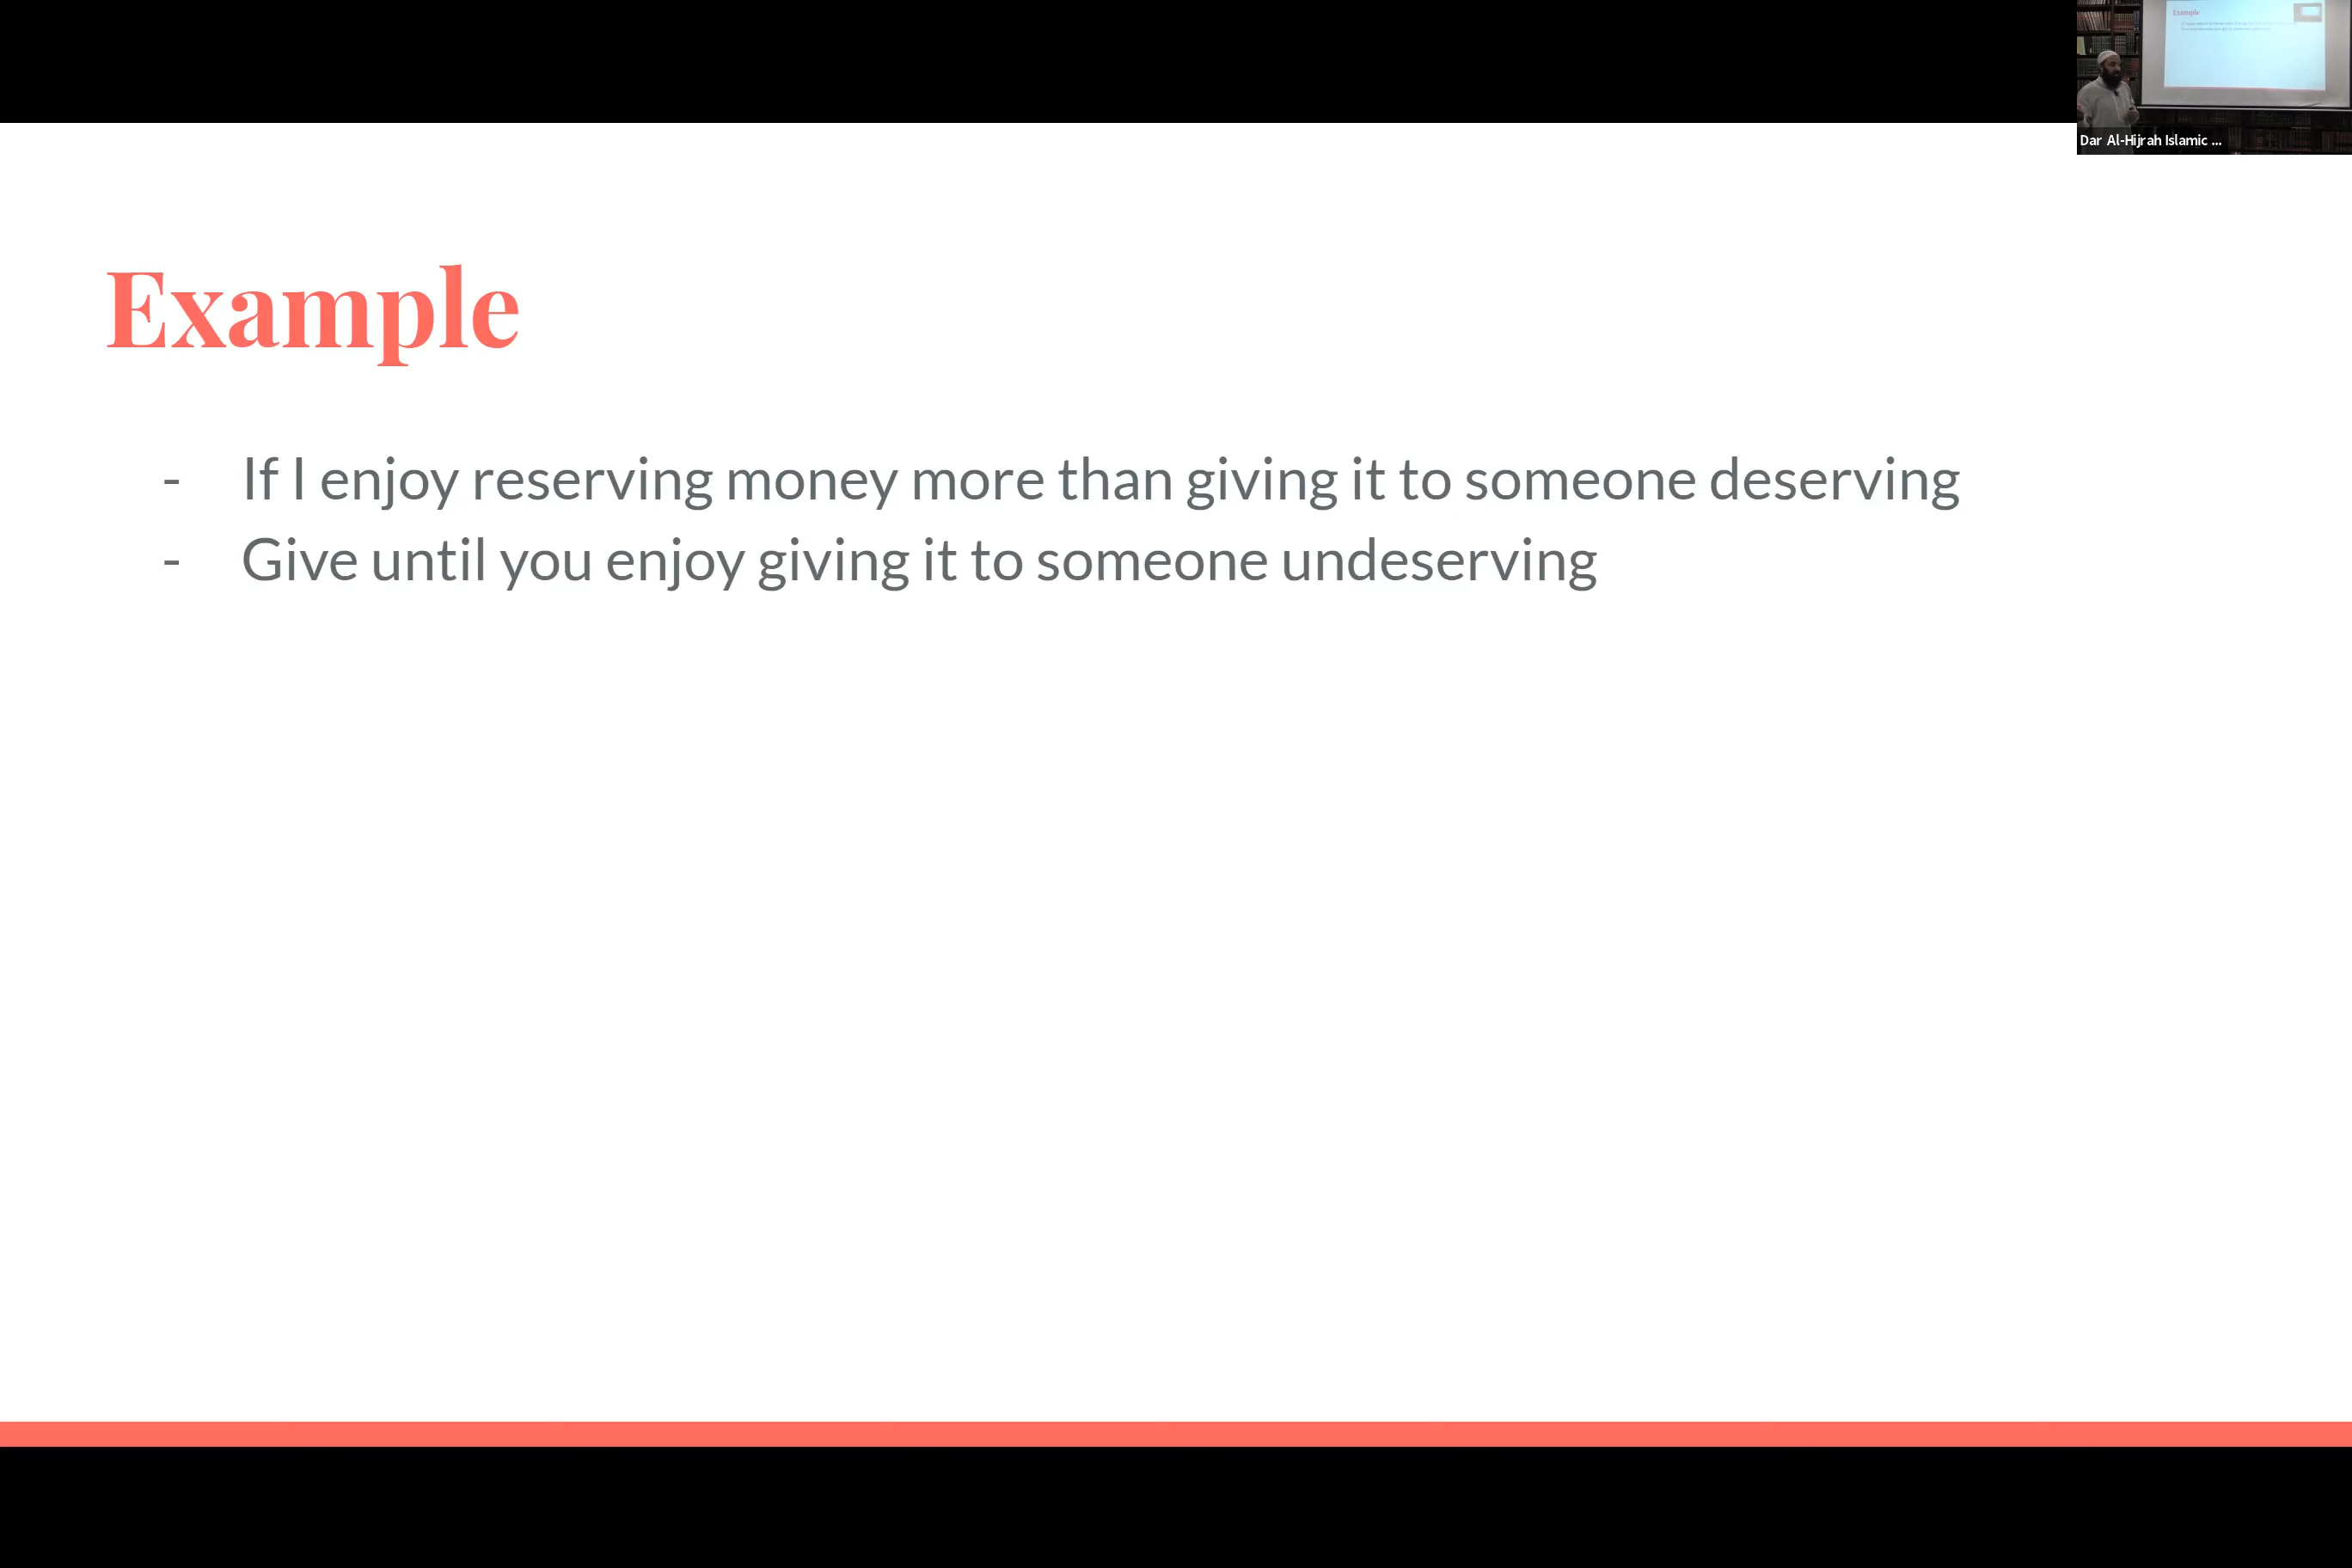 Dar Al-Hijrah Islamic ...
Example
- If I enjoy reserving money more than giving it to someone deserving
- Give until you enjoy giving it to someone undeserving